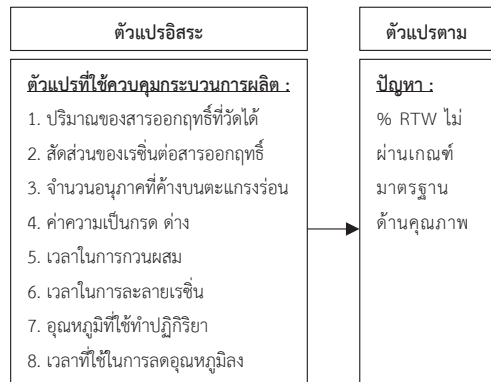 ตัวแปรอิสระ
ตัวแปรที่ใช้ควบคุมกระบวนการผลิต :
1. ปริมาณของสารออกฤทธิ์ที่วัดได้
2. สัดส่วนของเรซิ่นต่อสารออกฤทธิ์
3. จำนวนอนุภาคที่ค้างบนตะแกรงร่อน
4. ค่าความเป็นกรด ด่าง
5. เวลาในการกวนผสม
6. เวลาในการละลายเรซิ่น
7. อุณหภูมิที่ใช้ทำปฏิกิริยา
8. เวลาที่ใช้ในการลดอุณหภูมิลง
ตัวแปรตาม
ปัญหา :
% RTW ไม่
ผ่านเกณฑ์
มาตรฐาน
ด้านคุณภาพ